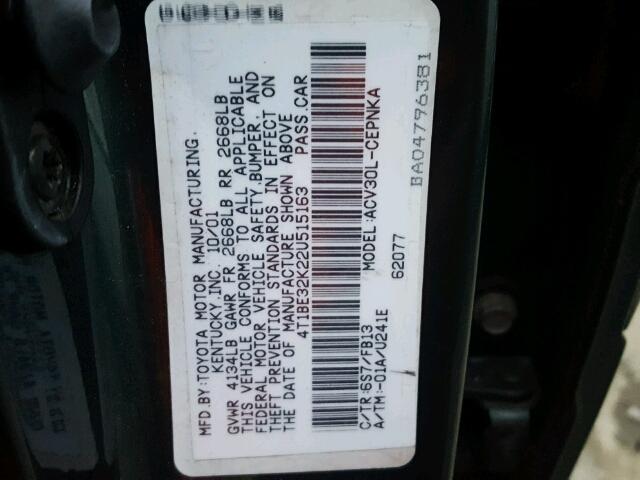 MFD.BY:TOYOTA MOTOR MANUFACTURING.
KENTUCKY.INC. 10/01
GVWR 4134LB GAWR FR 2668LB RR 2668LB
THIS VEHICLE CONFORMS TO ALL APPLICABLE
FEDERAL MOTOR VEHICLE SAFETY,BUMPER, AND
THEFT PREVENTION STANDARDS IN EFFECT ON
THE DATE OF MANUFACTURE SHOWN ABOVE
4T1BE32K22U515163 PASS.CAR
C/TR:6S7/FB13 MODEL:ACV30L-CEPNKA
A/TM:-01A/U241E 62077
BA04796381